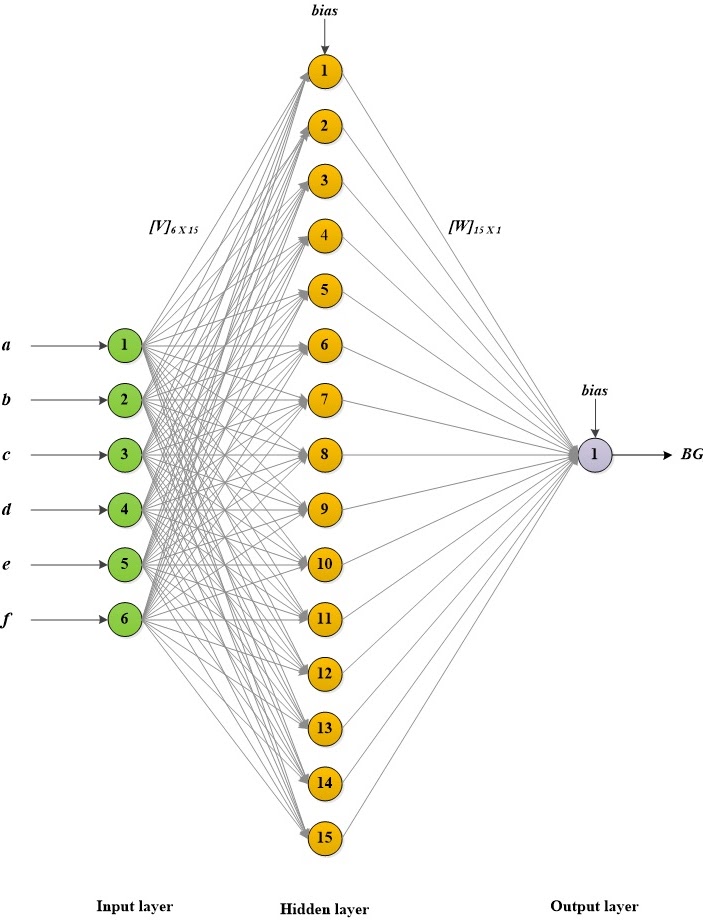 bias
1
2
3
[V]6 X 15
4
[W]15 X 1
5
a
1
6
bias
b
2
7
c
3
8
1
BG
d
4
9
e
5
10
f
6
11
12
13
14
15
Input layer
Hidden layer
Output layer